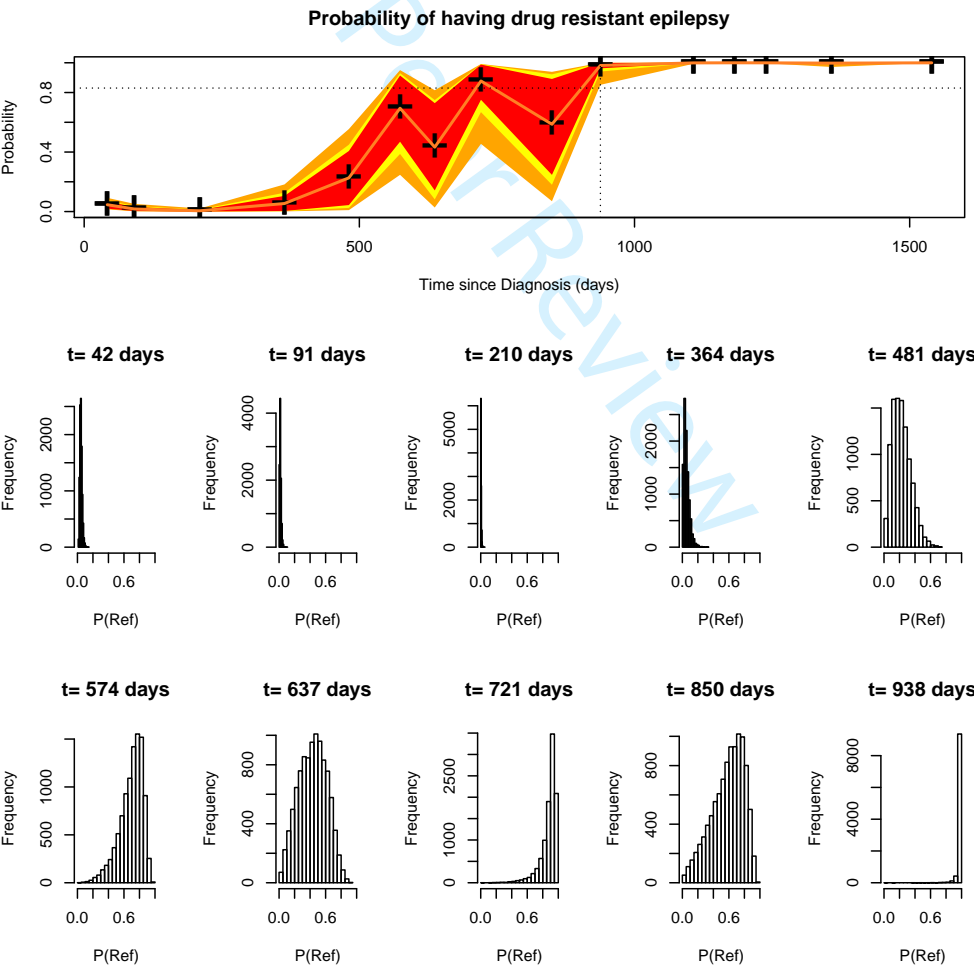 Probability of having drug resistant epilepsy
Probability
0.0 0.4 0.8
0 500 1000 1500
Time since Diagnosis (days)
Peer Review
t= 42 days
Frequency
0 1000 2000
0.0 0.6
P(Ref)
t= 91 days
Frequency
0 2000 4000
0.0 0.6
P(Ref)
t= 210 days
Frequency
0 2000 5000
0.0 0.6
P(Ref)
t= 364 days
Frequency
0 1000 2000
0.0 0.6
P(Ref)
t= 481 days
Frequency
0 500 1000
0.0 0.6
P(Ref)
t= 574 days
Frequency
0 500 1000
0.0 0.6
P(Ref)
t= 637 days
Frequency
0 400 800
0.0 0.6
P(Ref)
t= 721 days
Frequency
0 1000 2500
0.0 0.6
P(Ref)
t= 850 days
Frequency
0 400 800
0.0 0.6
P(Ref)
t= 938 days
Frequency
0 4000 8000
0.0 0.6
P(Ref)